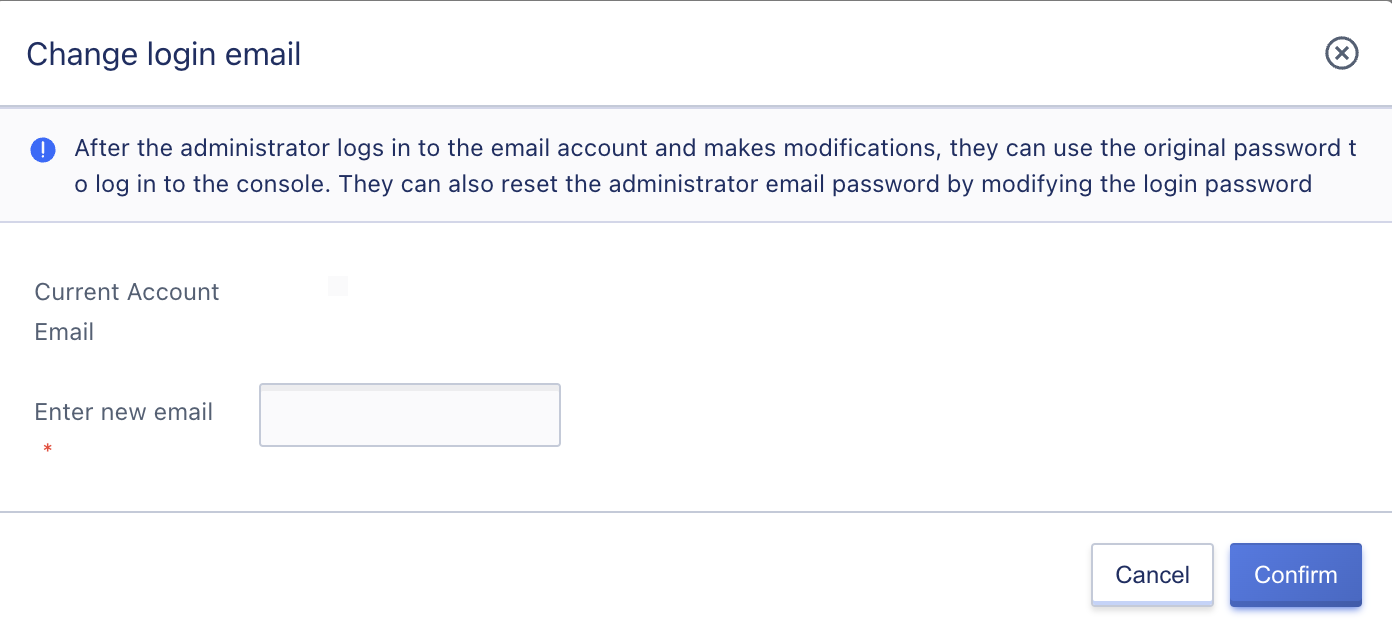 Change login email
After the administrator logs in to the email account and makes modifications, they can use the original password t
o log in to the console. They can also reset the administrator email password by modifying the login password
Current Account
Email
Enter new email
*
Cancel
Confirm